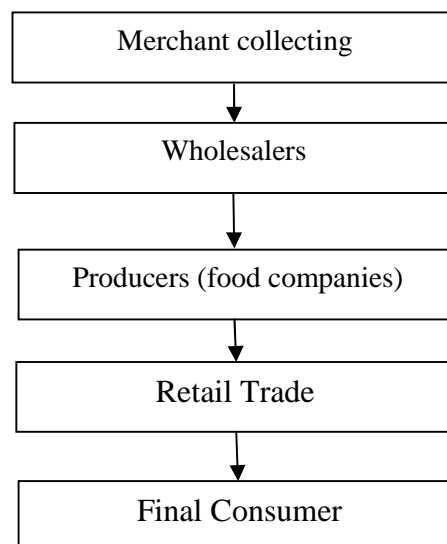 Merchant collecting
Wholesalers
Producers (food companies)
Retail Trade
Final Consumer